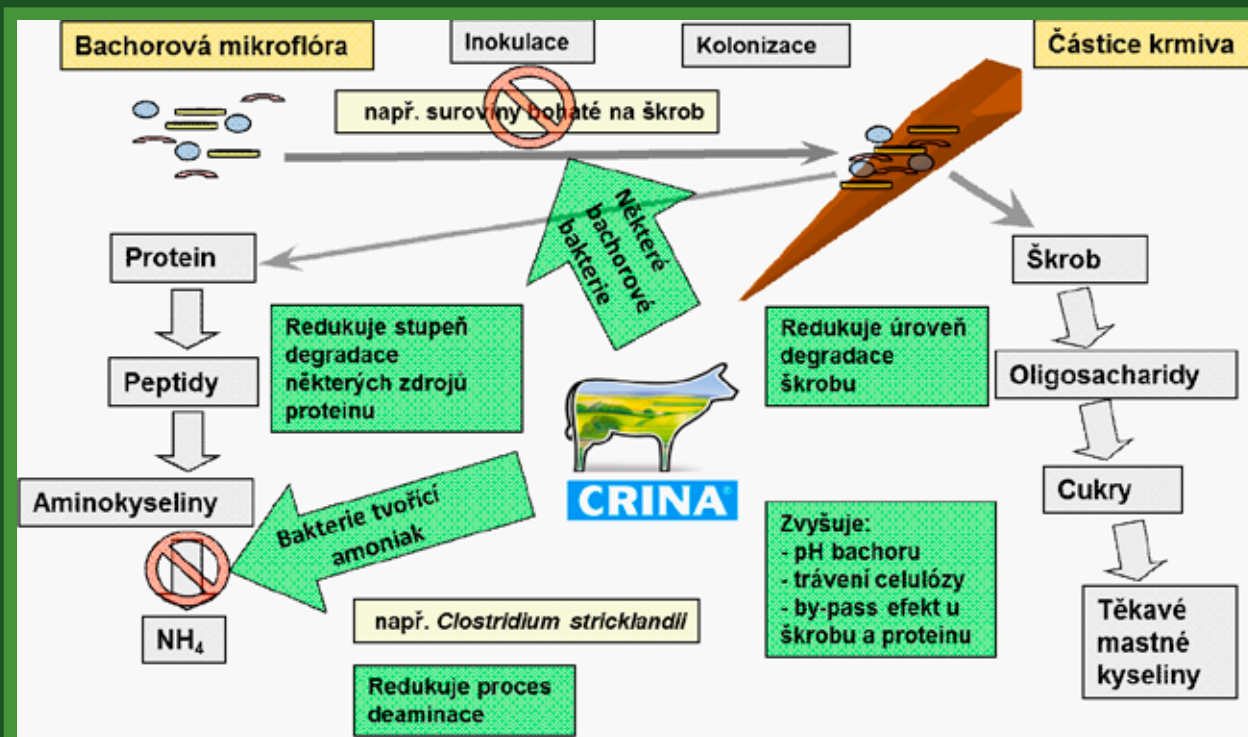 Bachorová mikroflóra
Inokulace
Kolonizace
Částice krmiva
např. suroviny bohaté na škrob
Některé
bachorové
bakterie
Protein
Škrob
Redukuje stupeň
degradace
některých zdrojů
proteinu
Redukuje úroveň
degradace
škrobu
Peptidy
Oligosacharidy
Aminokyseliny
Bakterie tvořící
amoniak
CRINA®
Cukry
Zvyšuje:
- pH bachoru
- trávení celulózy
- by-pass efekt u
škrobu a proteinu
NH₄
např. Clostridium stricklandii
Těkavé
mastné
kyseliny
Redukuje proces
deaminace